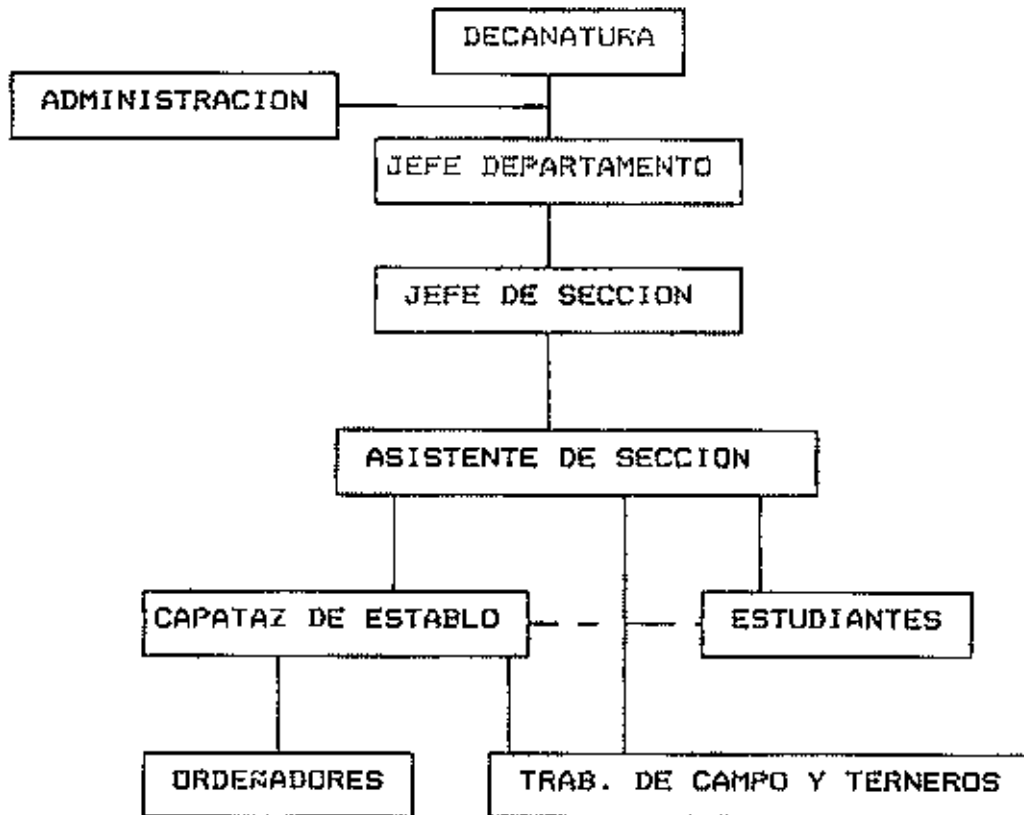 DECANATURA
ADMINISTRACION
JEFE DEPARTAMENTO
JEFE DE SECCION
ASISTENTE DE SECCION
CAPATAZ DE ESTABLO
ESTUDIANTES
ORDEÑADORES
TRAB. DE CAMPO Y TERNEROS